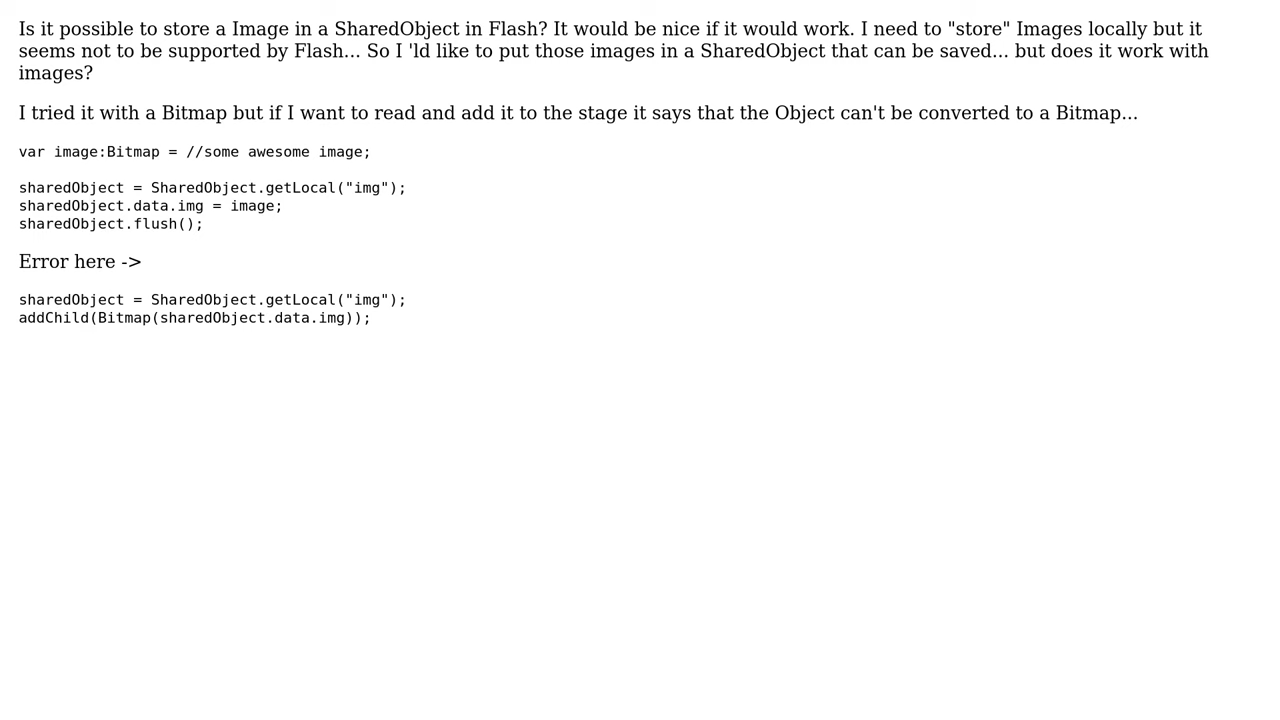 Is it possible to store a Image in a SharedObject in Flash? It would be nice if it would work. I need to "store" Images locally but it
seems not to be supported by Flash... So I 'ld like to put those images in a SharedObject that can be saved... but does it work with
images?
I tried it with a Bitmap but if I want to read and add it to the stage it says that the Object can't be converted to a Bitmap...
var image:Bitmap = //some awesome image;
sharedObject = SharedObject.getLocal("img");
sharedObject.data.img = image;
sharedObject.flush();
Error here ->
sharedObject = SharedObject.getLocal("img");
addChild(Bitmap(sharedObject.data.img));